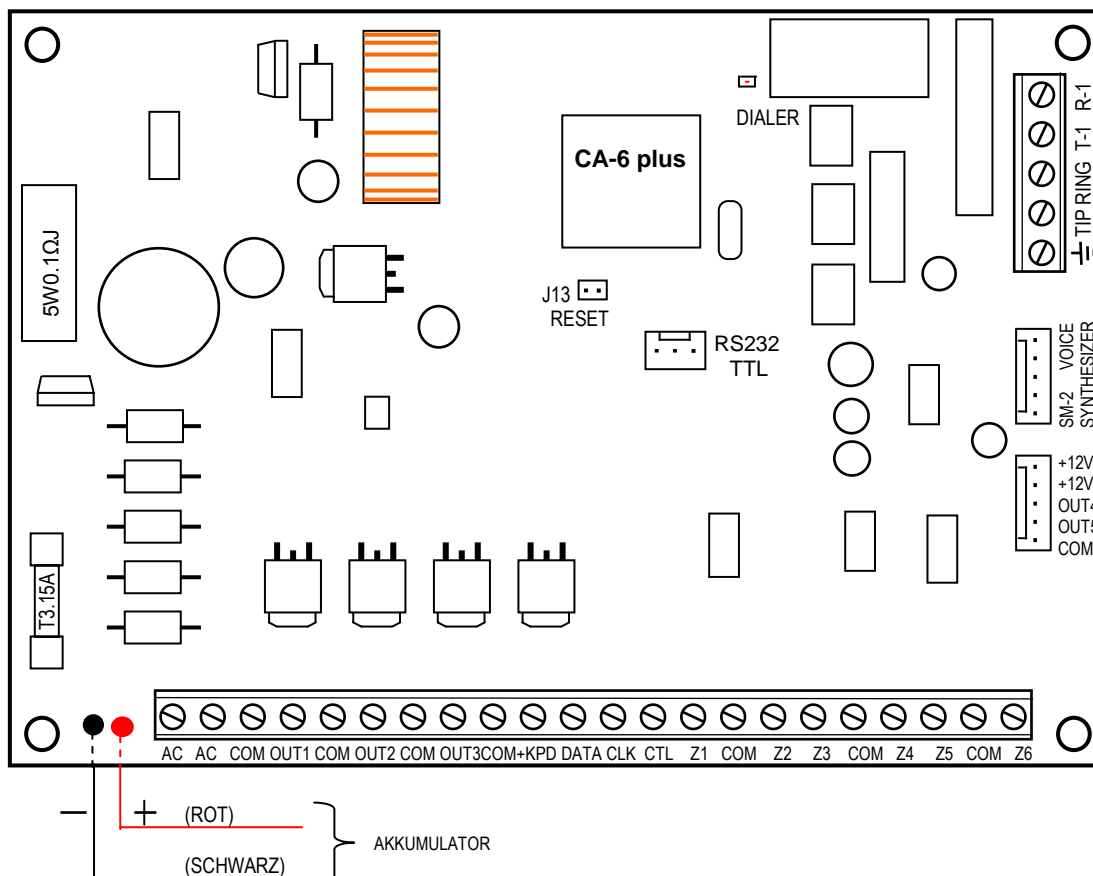 DIALER
CA-6 plus
R-1
T-1
TIP RING
5W0.1ΩJ
J13
RESET
RS232
TTL
SM-2 VOICE
SYNTHESIZER
+12V
+12V
OUT4
OUT5
COM
T3.15A
AC AC COM OUT1 COM OUT2 COM OUT3 COM +KPD DATA CLK CTL Z1 COM Z2 Z3 COM Z4 Z5 COM Z6
− + (ROT)
AKKUMULATOR
(SCHWARZ)